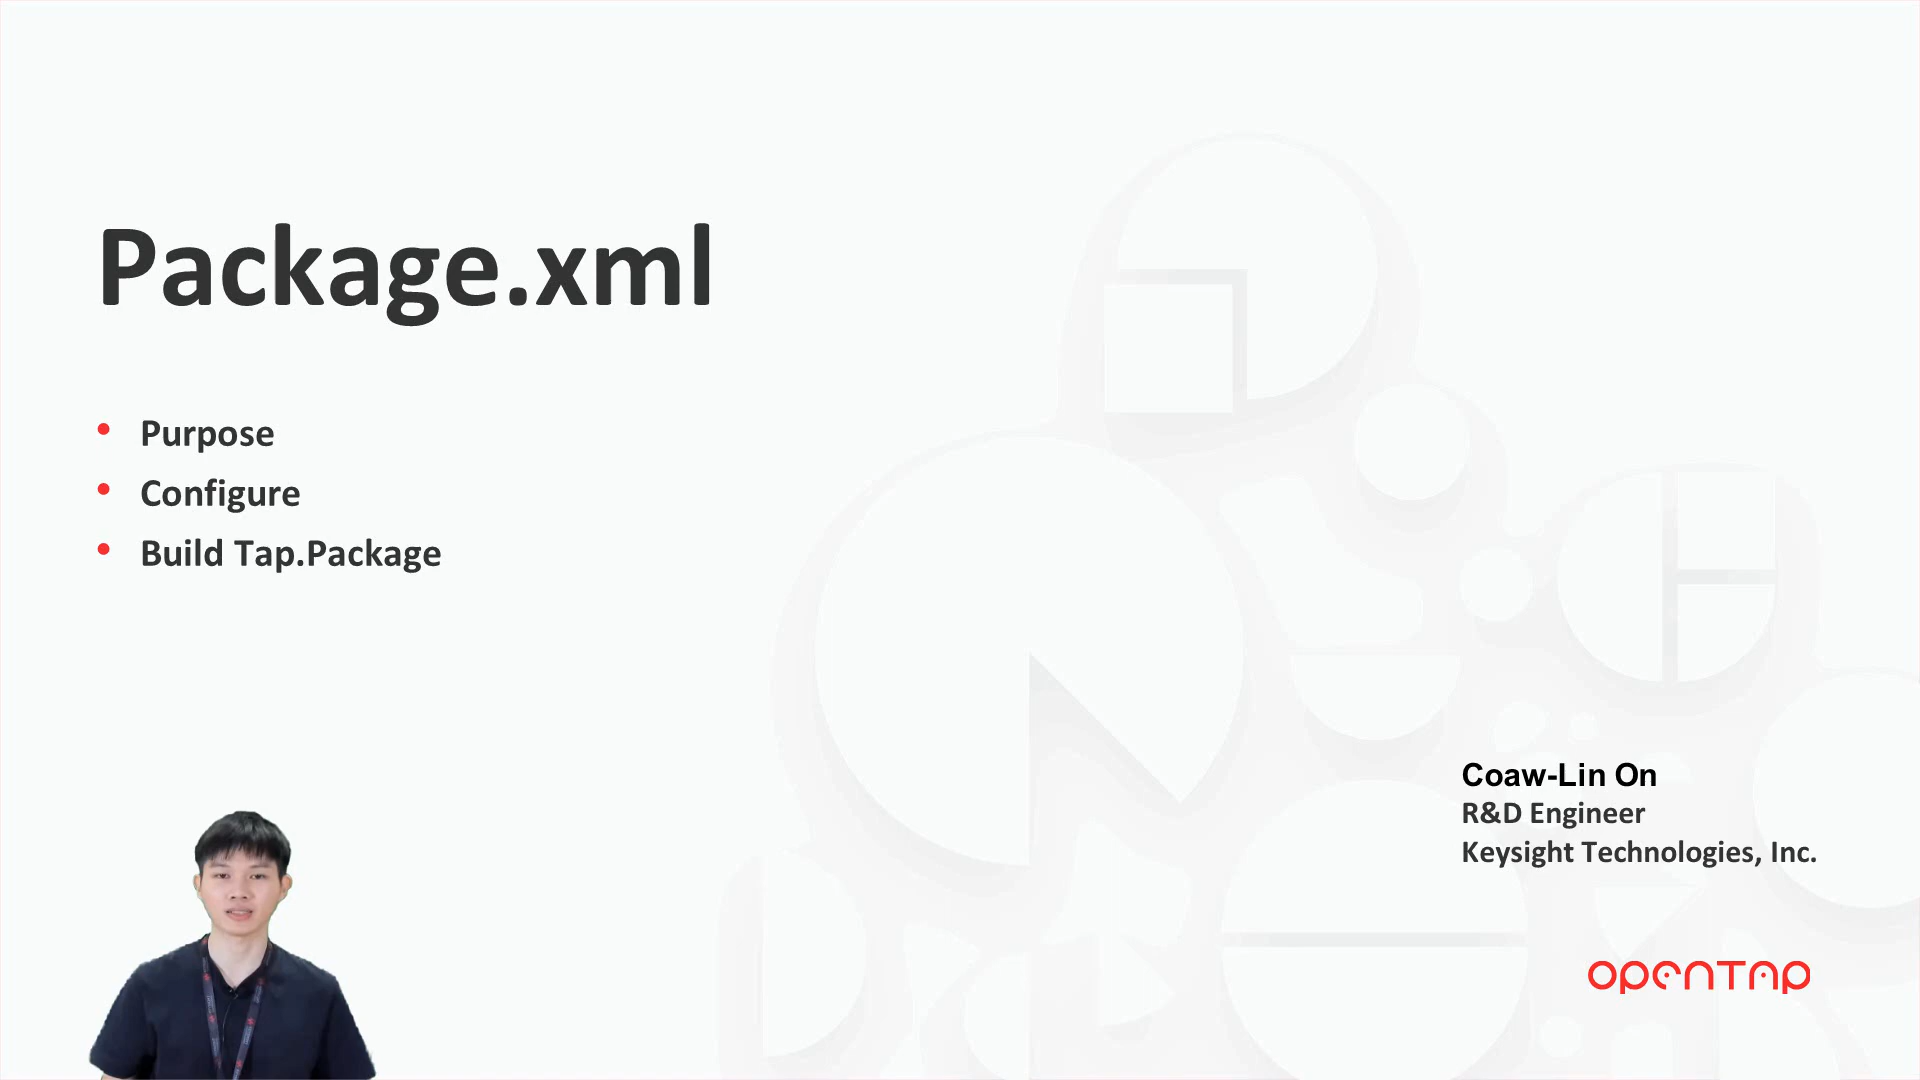 Package.xml
• Purpose
• Configure
• Build Tap.Package
Coaw-Lin On
R&D Engineer
Keysight Technologies, Inc.
OPENTAP